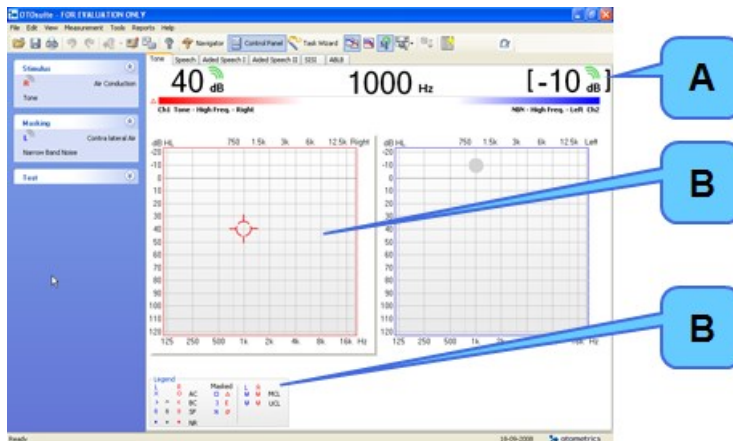 OTOsuite - FOR EVALUATION ONLY
File Edit View Measurement Tools Reports Help
Navigator Control Panel Task Wizard
Stimulus
R Air Conduction
Tone
Masking
L Contra lateral Air
Narrow Band Noise
Test
Tone Speech Aided Speech I Aided Speech II SISI ABLB
40 dB 1000 Hz [-10 dB]
Ch1 Tone - High Freq. - Right NBN - High Freq. - Left Ch2
A
dB HL 750 1.5k 3k 6k 12.5k Right
-20
-10
0
10
20
30
40
50
60
70
80
90
100
110
120
125 250 500 1k 2k 4k 8k 16k Hz
dB HL 750 1.5k 3k 6k 12.5k Left
-20
-10
0
10
20
30
40
50
60
70
80
90
100
110
120
125 250 500 1k 16k Hz
B
B
Legend
L R Masked L R
AC MCL
BC UCL
SF
NR
Ready 16-09-2008 otometrics